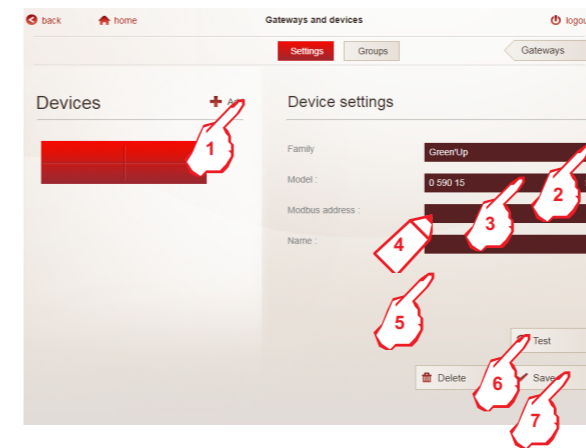 back home Gateways and devices logou
Settings Groups Gateways
Devices Device settings
1
Family Green'Up
2
Model : 0 590 15
3
Modbus address :
4
Name :
5
Test
Delete Save
6
7